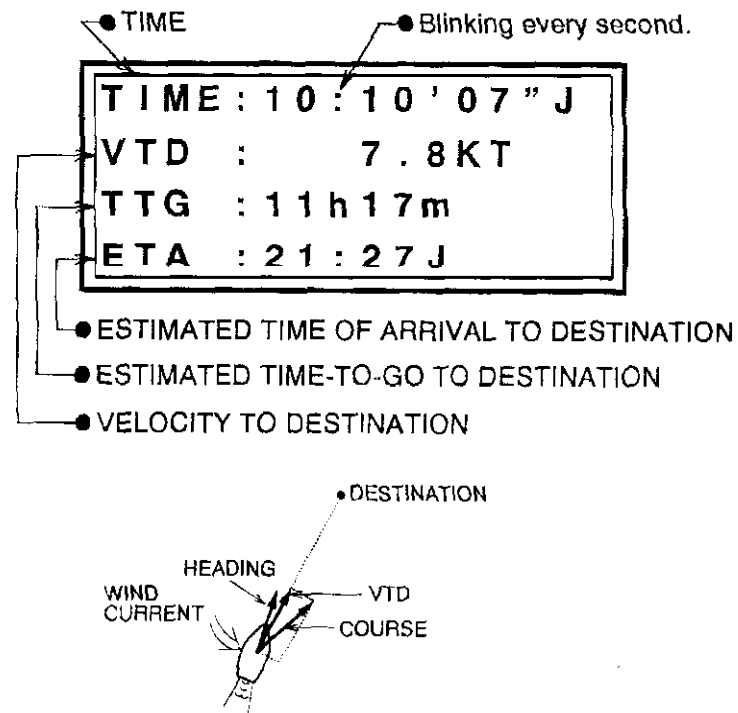 ● TIME
● Blinking every second.
TIME:10:10'07"J
VTD : 7.8KT
TTG :11h17m
ETA :21:27J
● ESTIMATED TIME OF ARRIVAL TO DESTINATION
● ESTIMATED TIME-TO-GO TO DESTINATION
● VELOCITY TO DESTINATION
• DESTINATION
HEADING
WIND
CURRENT
VTD
COURSE